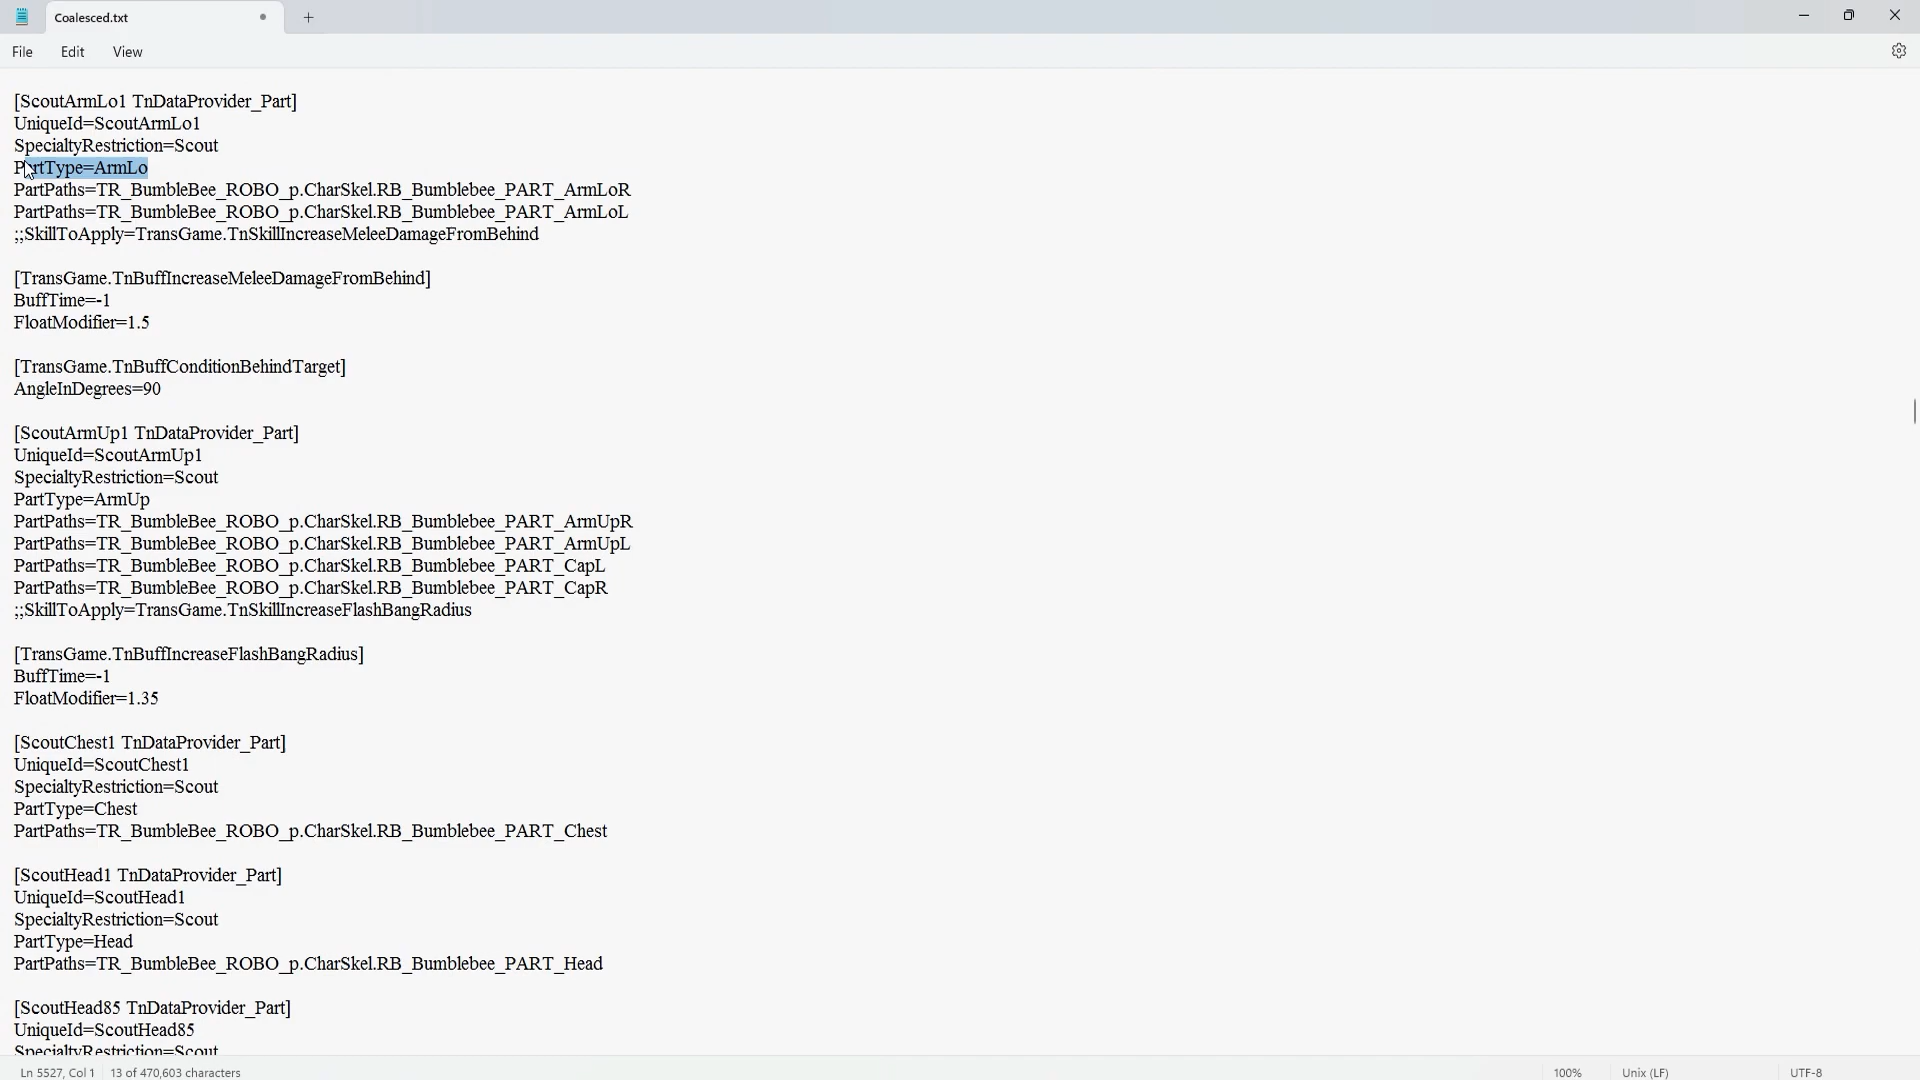 Coalesced.txt
File Edit View
[ScoutArmLo1 TnDataProvider_Part]
UniqueId=ScoutArmLo1
SpecialtyRestriction=Scout
PartType=ArmLo
PartPaths=TR_BumbleBee_ROBO_p.CharSkel.RB_Bumblebee_PART_ArmLoR
PartPaths=TR_BumbleBee_ROBO_p.CharSkel.RB_Bumblebee_PART_ArmLoL
;;SkillToApply=TransGame.TnSkillIncreaseMeleeDamageFromBehind
[TransGame.TnBuffIncreaseMeleeDamageFromBehind]
BuffTime=-1
FloatModifier=1.5
[TransGame.TnBuffConditionBehindTarget]
AngleInDegrees=90
[ScoutArmUp1 TnDataProvider_Part]
UniqueId=ScoutArmUp1
SpecialtyRestriction=Scout
PartType=ArmUp
PartPaths=TR_BumbleBee_ROBO_p.CharSkel.RB_Bumblebee_PART_ArmUpR
PartPaths=TR_BumbleBee_ROBO_p.CharSkel.RB_Bumblebee_PART_ArmUpL
PartPaths=TR_BumbleBee_ROBO_p.CharSkel.RB_Bumblebee_PART_CapL
PartPaths=TR_BumbleBee_ROBO_p.CharSkel.RB_Bumblebee_PART_CapR
;;SkillToApply=TransGame.TnSkillIncreaseFlashBangRadius
[TransGame.TnBuffIncreaseFlashBangRadius]
BuffTime=-1
FloatModifier=1.35
[ScoutChest1 TnDataProvider_Part]
UniqueId=ScoutChest1
SpecialtyRestriction=Scout
PartType=Chest
PartPaths=TR_BumbleBee_ROBO_p.CharSkel.RB_Bumblebee_PART_Chest
[ScoutHead1 TnDataProvider_Part]
UniqueId=ScoutHead1
SpecialtyRestriction=Scout
PartType=Head
PartPaths=TR_BumbleBee_ROBO_p.CharSkel.RB_Bumblebee_PART_Head
[ScoutHead85 TnDataProvider_Part]
UniqueId=ScoutHead85
SpecialtyRestriction=Scout
Ln 5527, Col 1 13 of 470,603 characters 100% Unix (LF) UTF-8